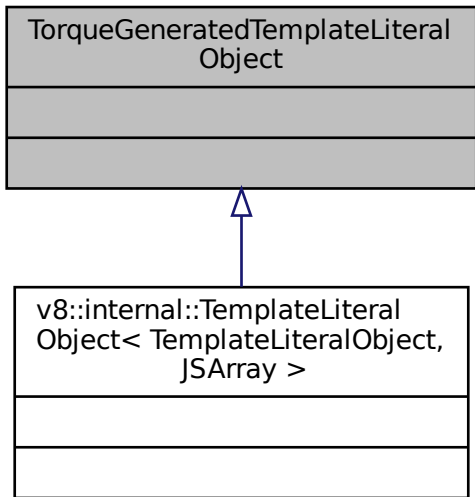 TorqueGeneratedTemplateLiteral
Object
v8::internal::TemplateLiteral
Object< TemplateLiteralObject,
JSArray >